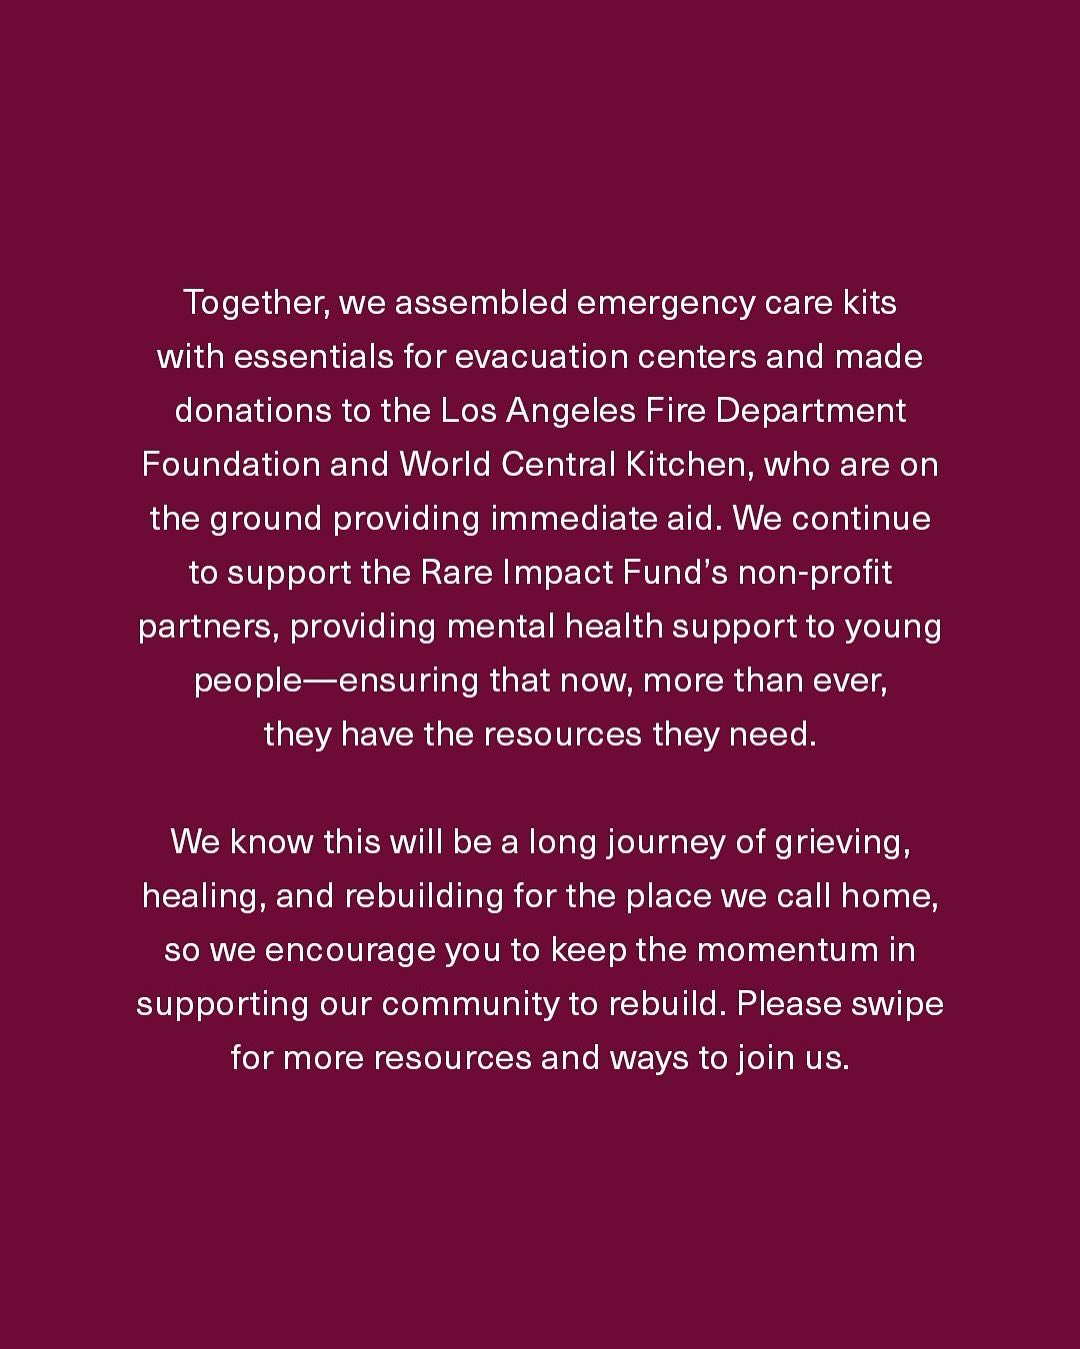 Together, we assembled emergency care kits
with essentials for evacuation centers and made
donations to the Los Angeles Fire Department
Foundation and World Central Kitchen, who are on
the ground providing immediate aid. We continue
to support the Rare Impact Fund’s non-profit
partners, providing mental health support to young
people—ensuring that now, more than ever,
they have the resources they need.
We know this will be a long journey of grieving,
healing, and rebuilding for the place we call home,
so we encourage you to keep the momentum in
supporting our community to rebuild. Please swipe
for more resources and ways to join us.